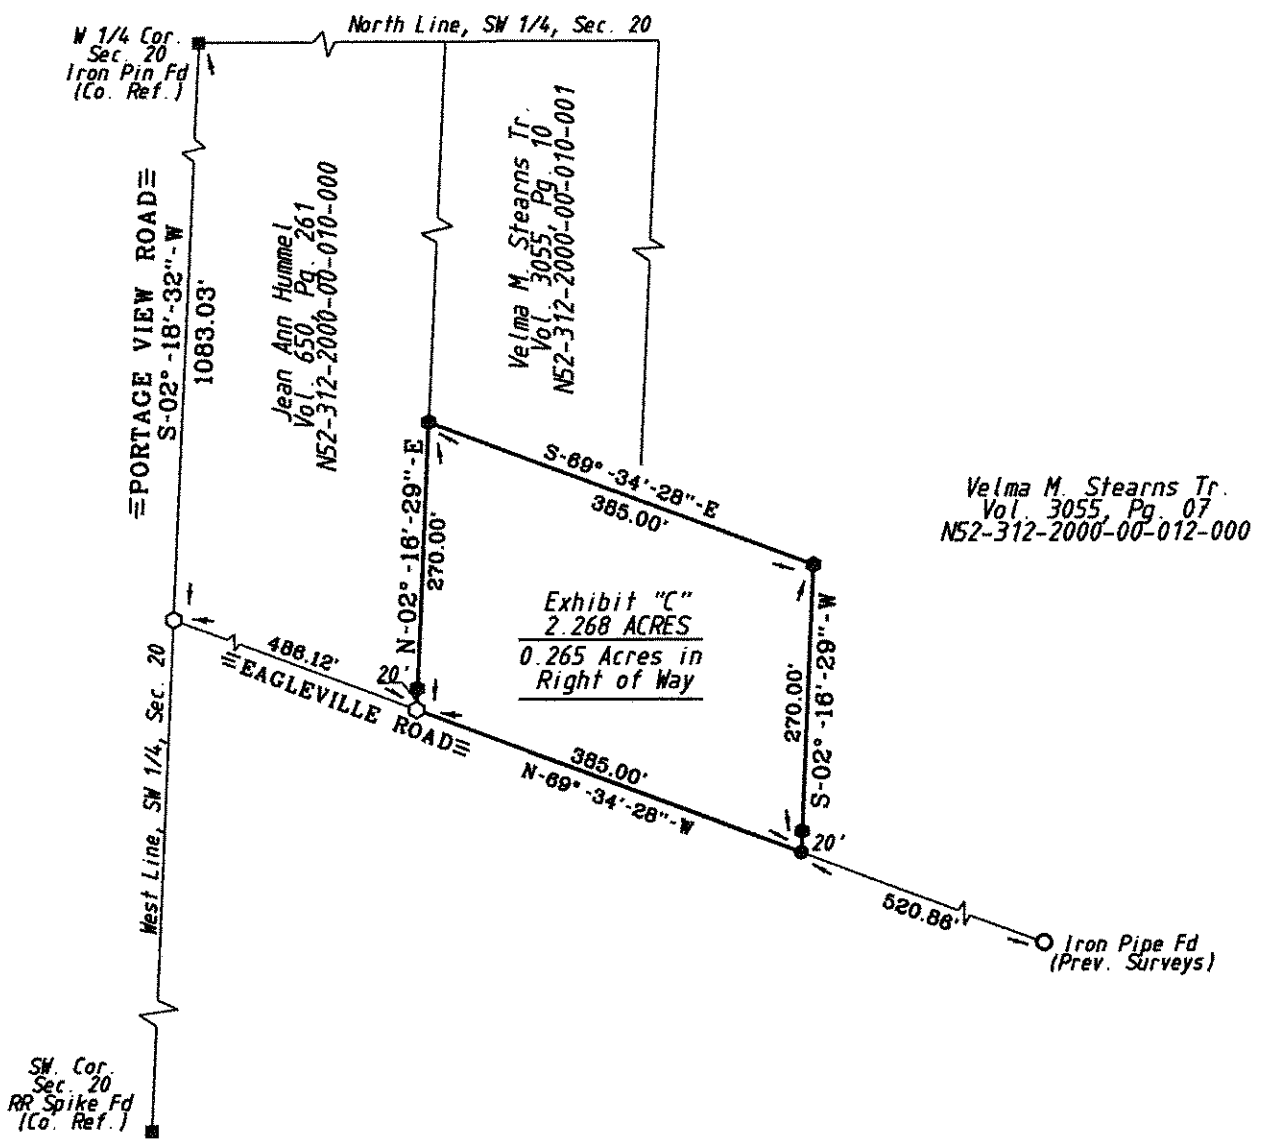 North Line, SW 1/4, Sec. 20
W 1/4 Cor.
Sec. 20
Iron Pin Fd
(Co. Ref.)
=PORTAGE VIEW ROAD=
S-02°-18'-32"-W
1083.03'
Jean Ann Hummel
Vol. 650, Pg. 261
N52-312-2000-00-010-000
Velma M. Stearns Tr.
Vol. 3055, Pg. 10
N52-312-2000-00-010-001
S-69°-34'-28"-E
385.00'
N-02°-16'-29"-E
270.00'
Velma M. Stearns Tr.
Vol. 3055, Pg. 07
N52-312-2000-00-012-000
Exhibit "C"
2.268 ACRES
0.265 Acres in
Right of Way
270.00'
S-02°-16'-29"-W
486.12'
=EAGLEVILLE ROAD=
20'
385.00'
N-69°-34'-28"-W
20'
520.86'
Iron Pipe Fd
(Prev. Surveys)
West Line, SW 1/4, Sec. 20
SW. Cor.
Sec. 20
RR Spike Fd
(Co. Ref.)